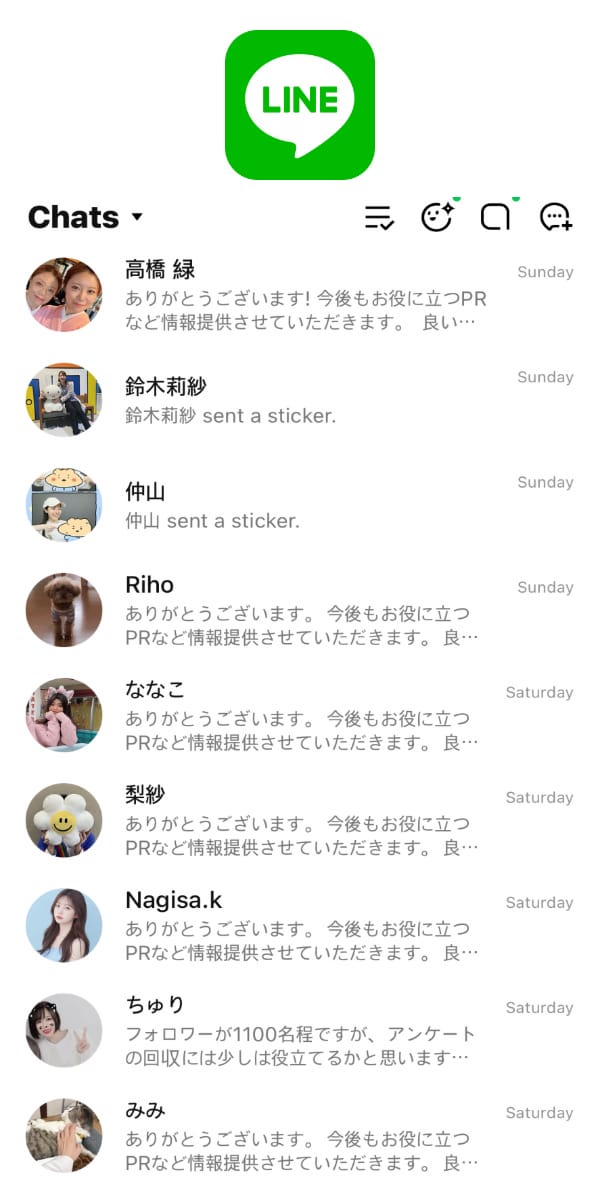 LINE
Chats
高橋 緑
Sunday
ありがとうございます! 今後もお役に立つPR
など情報提供させていただきます。 良い…
鈴木莉紗
Sunday
鈴木莉紗 sent a sticker.
仲山
Sunday
仲山 sent a sticker.
Riho
Sunday
ありがとうございます。 今後もお役に立つ
PRなど情報提供させていただきます。 良…
ななこ
Saturday
ありがとうございます。 今後もお役に立つ
PRなど情報提供させていただきます。 良…
梨紗
Saturday
ありがとうございます。 今後もお役に立つ
PRなど情報提供させていただきます。 良…
Nagisa.k
Saturday
ありがとうございます。 今後もお役に立つ
PRなど情報提供させていただきます。 良…
ちゅり
Saturday
フォロワーが1100名程ですが、アンケート
の回収には少しは役立てるかと思います…
みみ
Saturday
ありがとうございます。 今後もお役に立つ
PRなど情報提供させていただきます。 良…